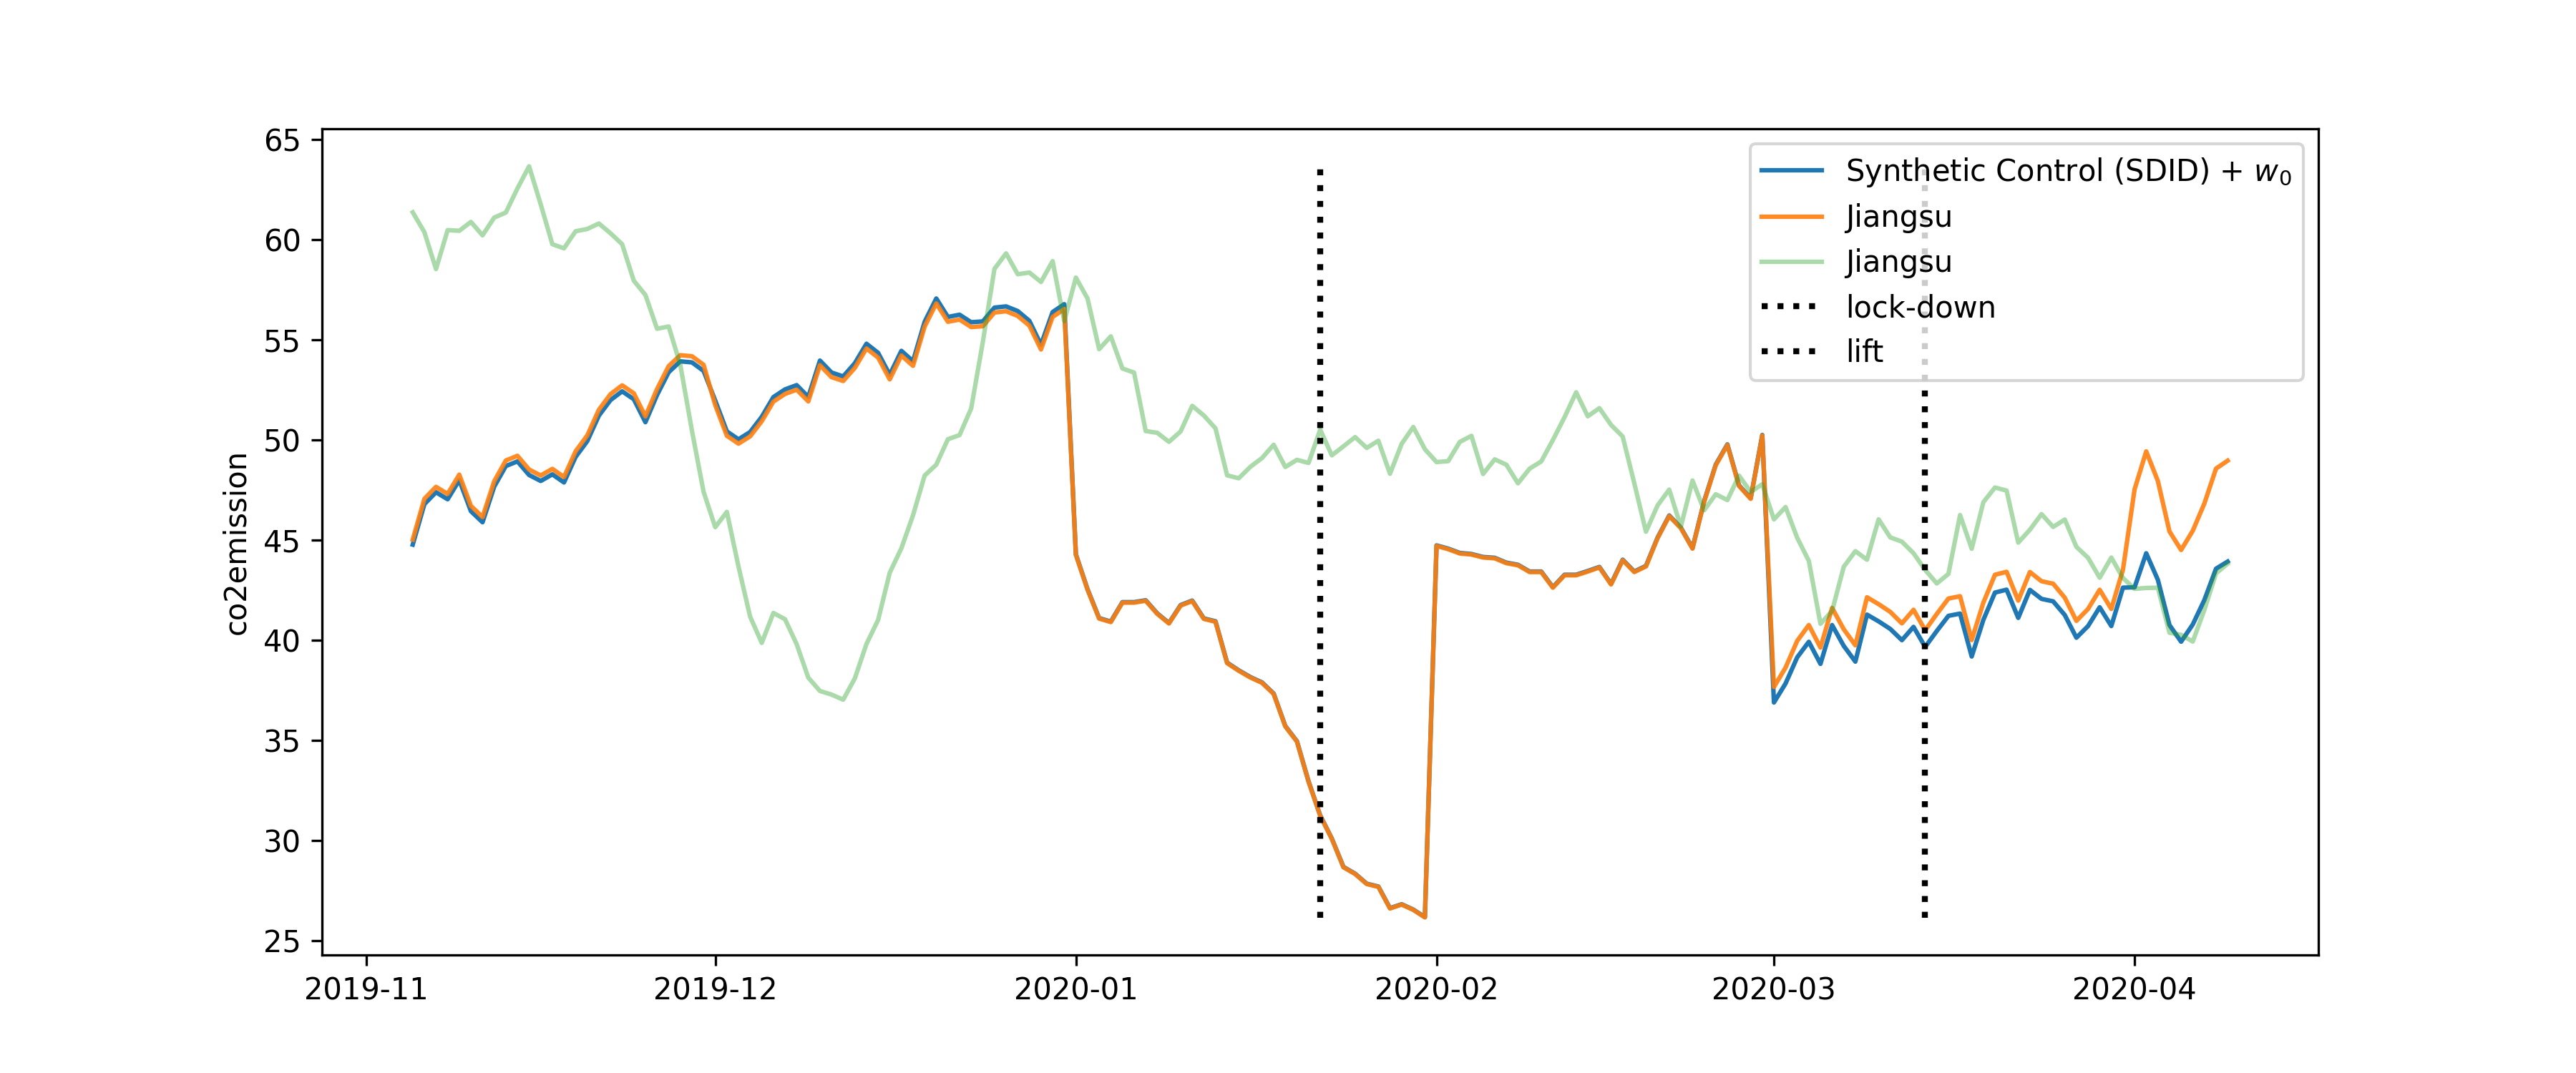 65
60
55
50
45
40
35
30
25
co2emission
2019-11
2019-12
2020-01
2020-02
2020-03
2020-04
Synthetic Control (SDID) + w₀
Jiangsu
Jiangsu
lock-down
lift